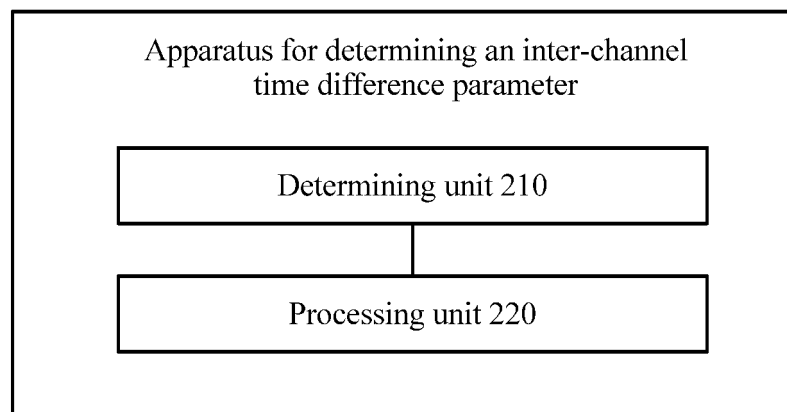 Apparatus for determining an inter-channel
time difference parameter
Determining unit 210
Processing unit 220